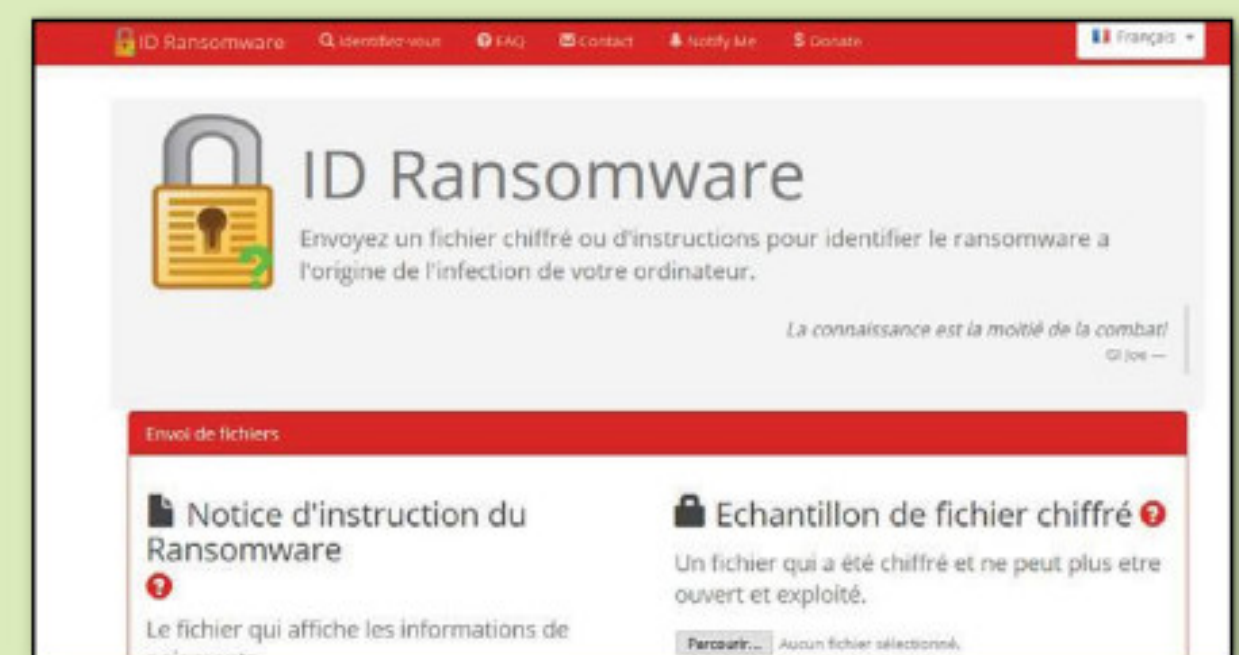 ID Ransomware Identifiez-vous FAQ Contact Notify Me $ Donate Français
ID Ransomware
Envoyez un fichier chiffré ou d'instructions pour identifier le ransomware a
l'origine de l'infection de votre ordinateur.
La connaissance est la moitié de la combat!
GI Joe —
Envoi de fichiers
Notice d'instruction du
Ransomware
?
Le fichier qui affiche les informations de
Echantillon de fichier chiffré ?
Un fichier qui a été chiffré et ne peut plus etre
ouvert et exploité.
Parcourir... Aucun fichier sélectionné.